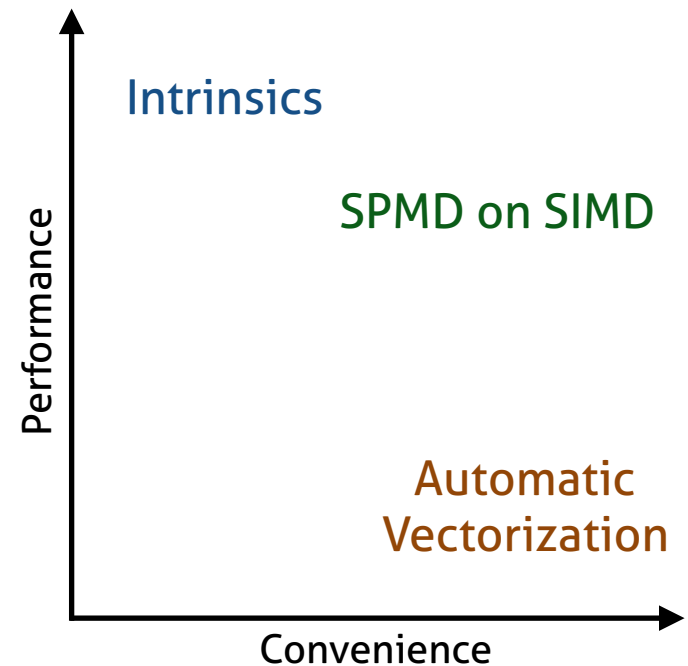 Intrinsics
SPMD on SIMD
Performance
Automatic
Vectorization
Convenience